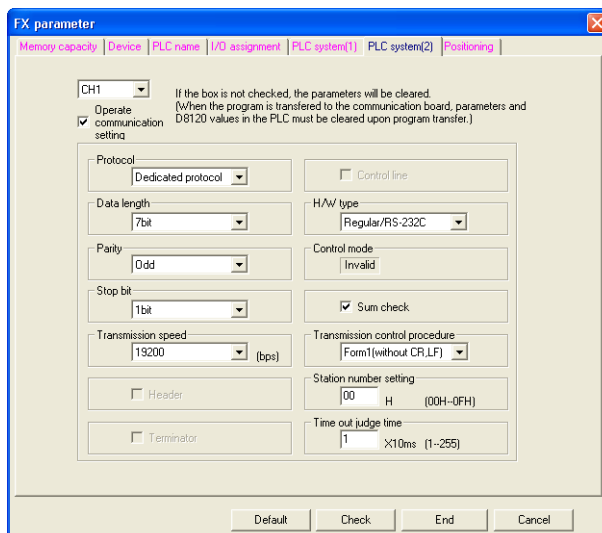 FX parameter
Memory capacity
Device
PLC name
I/O assignment
PLC system(1)
PLC system(2)
Positioning
CH1
If the box is not checked, the parameters will be cleared.
(When the program is transfered to the communication board, parameters and
D8120 values in the PLC must be cleared upon program transfer.)
Operate
communication
setting
Protocol
Dedicated protocol
Control line
Data length
7bit
H/W type
Regular/RS-232C
Parity
Odd
Control mode
Invalid
Stop bit
1bit
Sum check
Transmission speed
19200
(bps)
Transmission control procedure
Form1(without CR,LF)
Header
Station number setting
00
H
(00H--0FH)
Terminator
Time out judge time
1
X10ms
(1--255)
Default
Check
End
Cancel